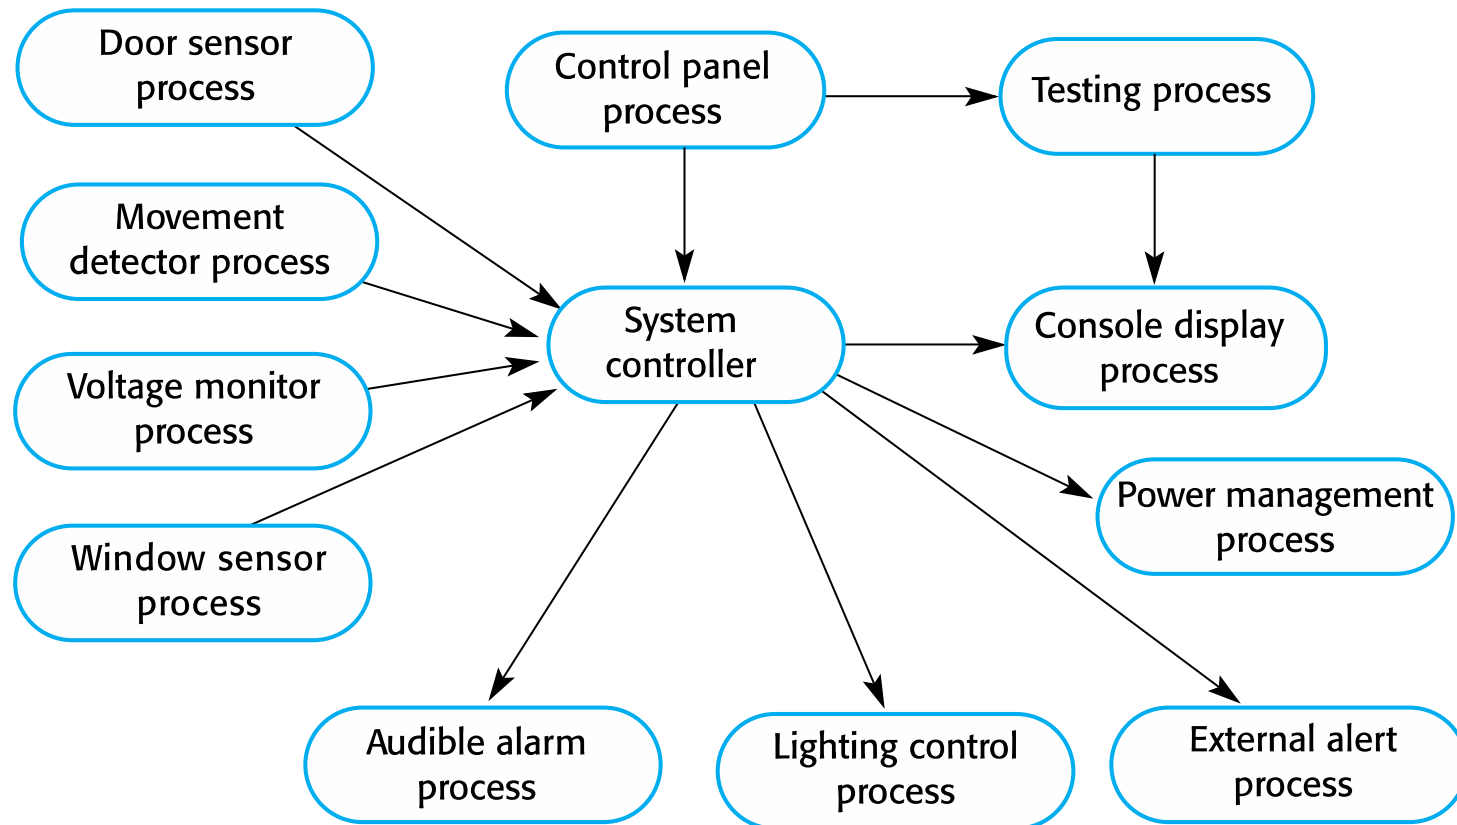 Door sensor
process
Control panel
process
Testing process
Movement
detector process
System
controller
Console display
process
Voltage monitor
process
Power management
process
Window sensor
process
Audible alarm
process
Lighting control
process
External alert
process